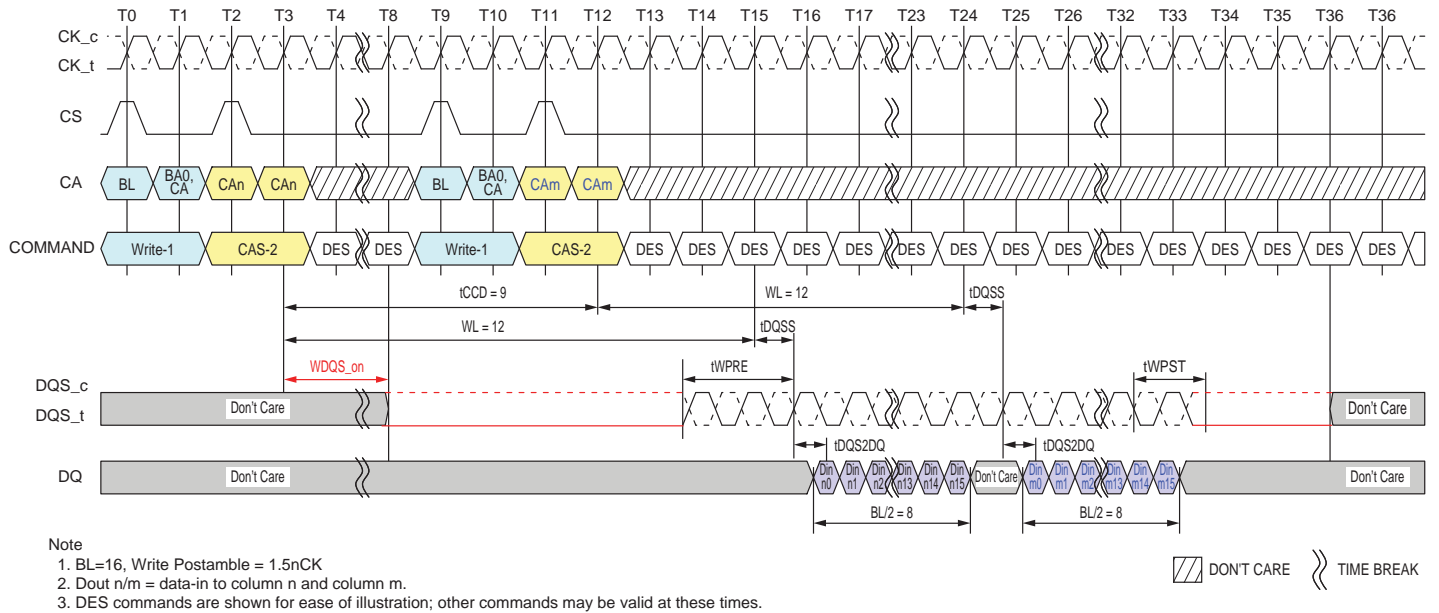 T0 T1 T2 T3 T4 T8 T9 T10 T11 T12 T13 T14 T15 T16 T17 T23 T24 T25 T26 T32 T33 T34 T35 T36 T36
CK_c
CK_t
CS
CA
BL BA0, CA CAn CAn BL BA0, CA CAm CAm
COMMAND
Write-1 CAS-2 DES DES Write-1 CAS-2 DES DES DES DES DES DES DES DES DES DES DES DES DES DES DES
tCCD = 9 WL = 12 tDQSS
WL = 12 tDQSS
WDQS_on tWPRE tWPST
DQS_c
DQS_t
Don't Care Don't Care
tDQS2DQ tDQS2DQ
DQ
Don't Care Din n0 Din n1 Din n2 Din n13 Din n14 Din n15 Don't Care Din m0 Din m1 Din m2 Din m13 Din m14 Din m15 Don't Care
BL/2 = 8 BL/2 = 8
Note
1. BL=16, Write Postamble = 1.5nCK
2. Dout n/m = data-in to column n and column m.
3. DES commands are shown for ease of illustration; other commands may be valid at these times.
DON'T CARE TIME BREAK